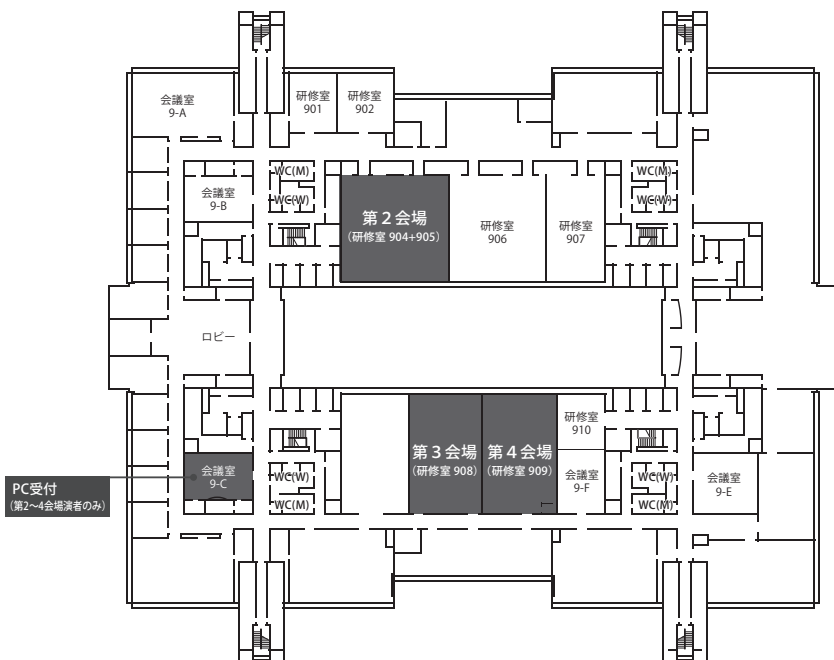 会議室
9-A
研修室
901
研修室
902
WC(M)
WC(W)
会議室
9-B
第2会場
（研修室 904+905）
研修室
906
研修室
907
WC(M)
WC(W)
ロビー
会議室
9-C
PC受付
（第2〜4会場演者のみ）
WC(W)
WC(M)
第3会場
（研修室 908）
第4会場
（研修室 909）
研修室
910
会議室
9-F
WC(W)
WC(M)
会議室
9-E